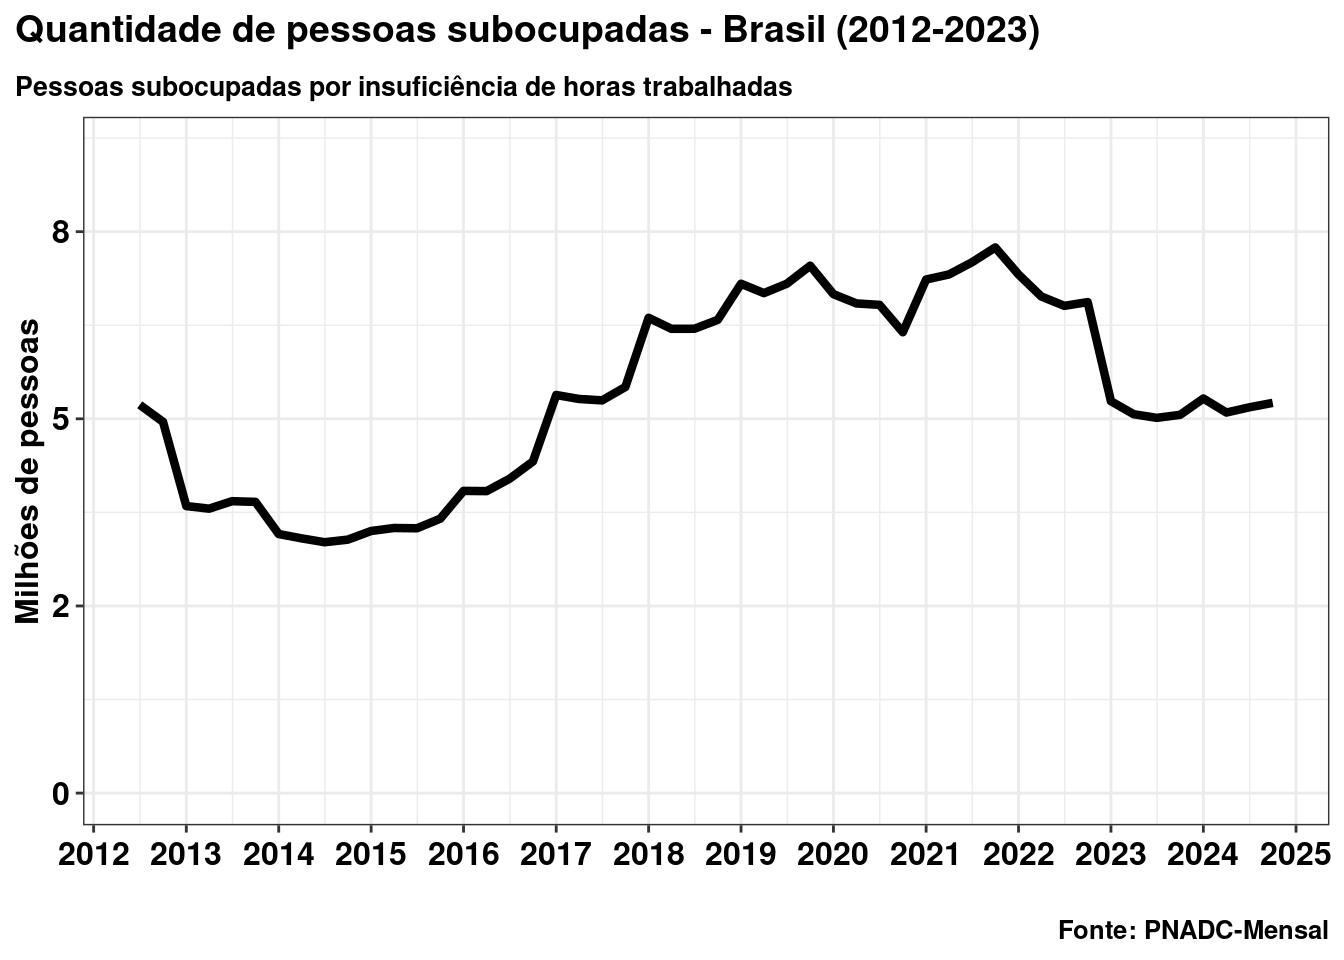 Quantidade de pessoas subocupadas - Brasil (2012-2023)
Pessoas subocupadas por insuficiência de horas trabalhadas
Milhões de pessoas
8
5
2
0
2012 2013 2014 2015 2016 2017 2018 2019 2020 2021 2022 2023 2024 2025
Fonte: PNADC-Mensal